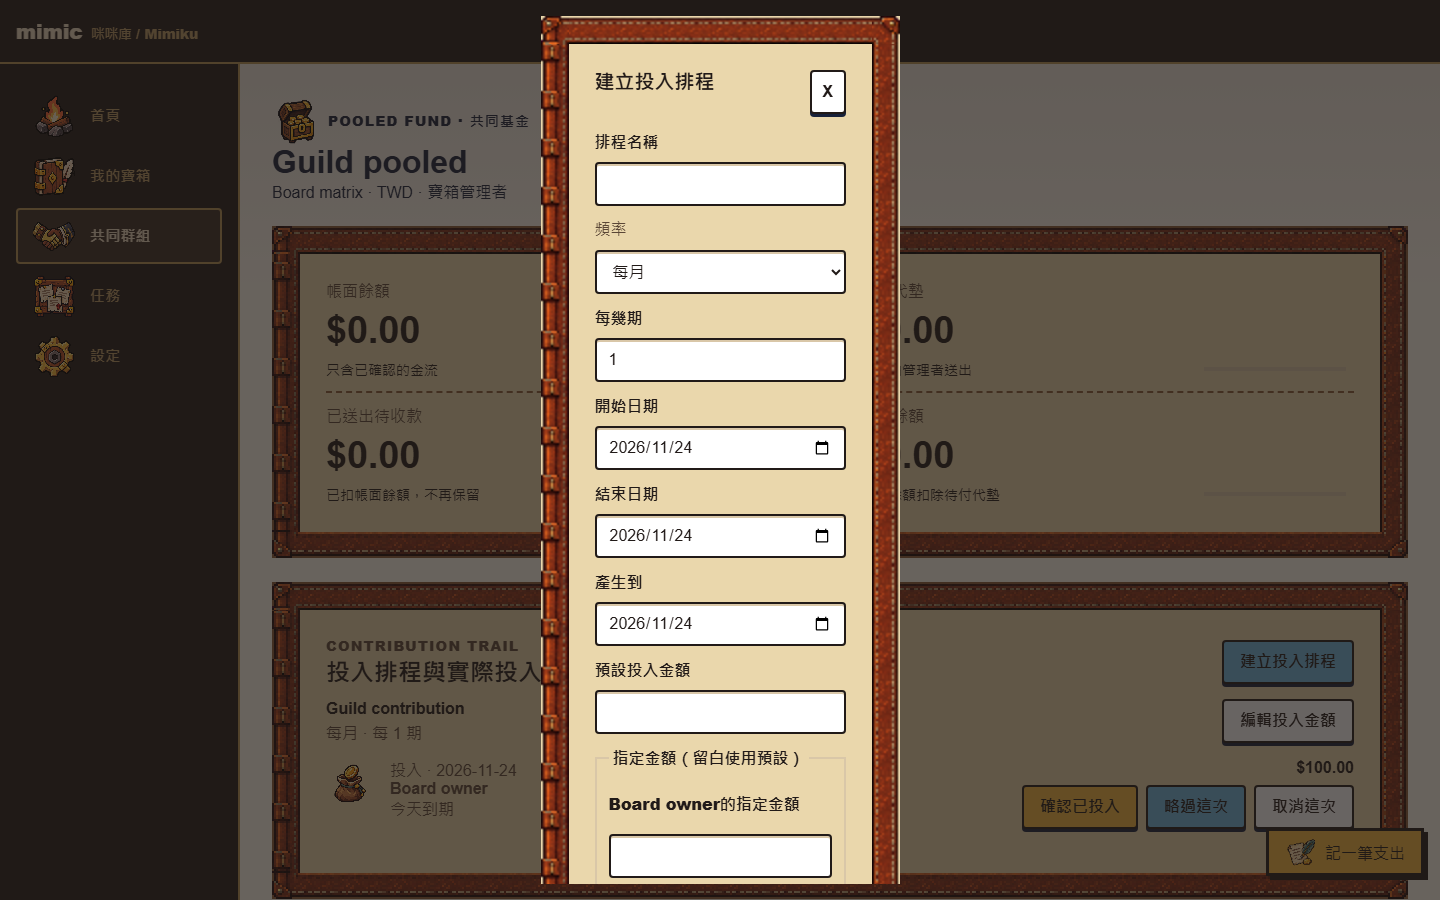 mimic 咪咪庫 / Mimiku
首頁
我的寶箱
共同群組
任務
設定
POOLED FUND · 共同基金
Guild pooled
Board matrix · TWD · 寶箱管理者
帳面餘額
$0.00
只含已確認的金流
已送出待收款
$0.00
已扣帳面餘額，不再保留
代墊
.00
管理者送出
餘額
.00
額扣除待付代墊
CONTRIBUTION TRAIL
投入排程與實際投入
Guild contribution
每月 · 每 1 期
投入 · 2026-11-24
Board owner
今天到期
建立投入排程
編輯投入金額
$100.00
確認已投入
略過這次
取消這次
記一筆支出
建立投入排程
X
排程名稱
頻率
每月
每幾期
1
開始日期
2026/11/24
結束日期
2026/11/24
產生到
2026/11/24
預設投入金額
指定金額 ( 留白使用預設 )
Board owner的指定金額